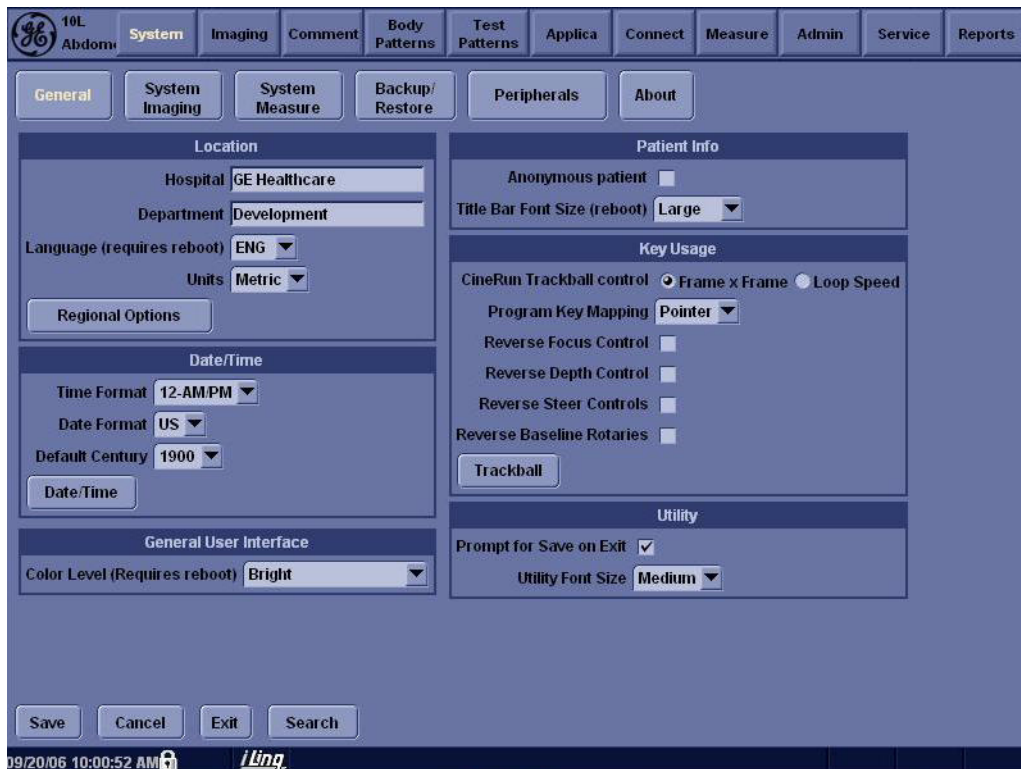 10L
Abdome
System
Imaging
Comment
Body
Patterns
Test
Patterns
Applica
Connect
Measure
Admin
Service
Reports
General
System
Imaging
System
Measure
Backup/
Restore
Peripherals
About
Location
Hospital GE Healthcare
Department Development
Language (requires reboot) ENG
Units Metric
Regional Options
Date/Time
Time Format 12-AM/PM
Date Format US
Default Century 1900
Date/Time
General User Interface
Color Level (Requires reboot) Bright
Patient Info
Anonymous patient
Title Bar Font Size (reboot) Large
Key Usage
CineRun Trackball control Frame x Frame Loop Speed
Program Key Mapping Pointer
Reverse Focus Control
Reverse Depth Control
Reverse Steer Controls
Reverse Baseline Rotaries
Trackball
Utility
Prompt for Save on Exit
Utility Font Size Medium
Save
Cancel
Exit
Search
09/20/06 10:00:52 AM
iLinq